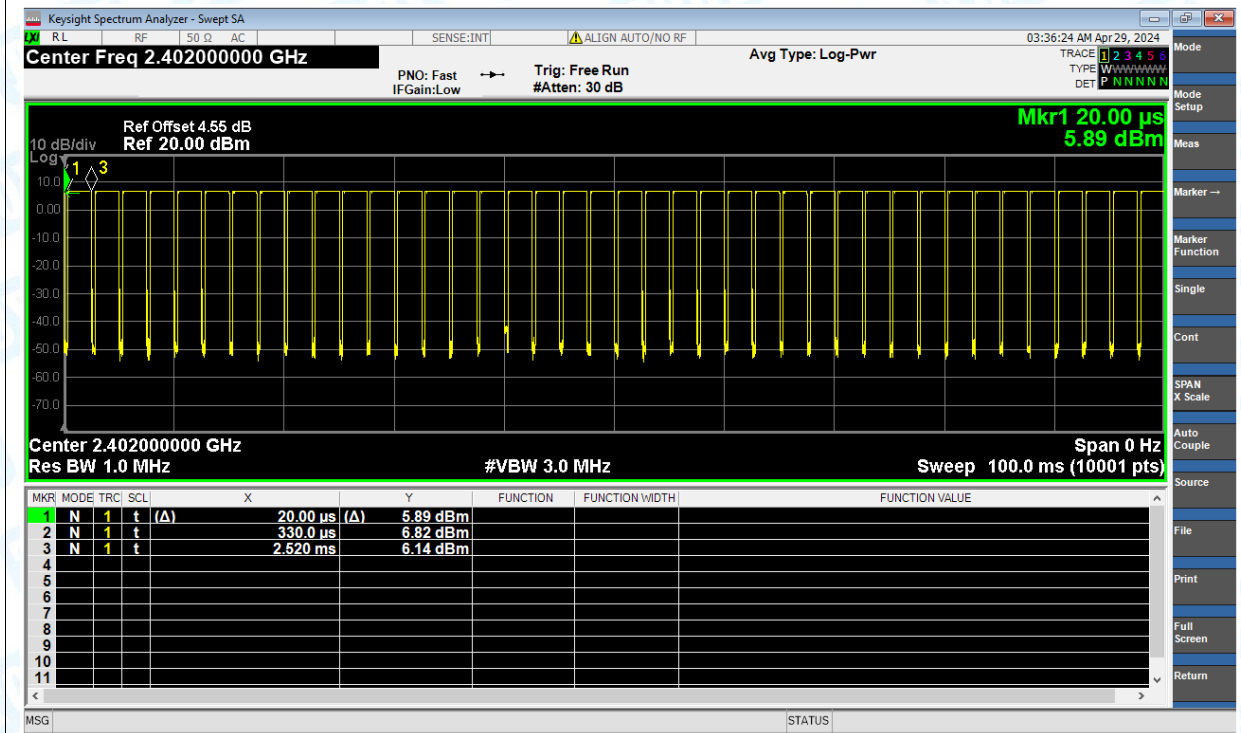 Keysight Spectrum Analyzer - Swept SA
LXI RL RF 50 Ω AC SENSE:INT ALIGN AUTO/NO RF 03:36:24 AM Apr 29, 2024
Center Freq 2.402000000 GHz
PNO: Fast
IFGain:Low
Trig: Free Run
#Atten: 30 dB
Avg Type: Log-Pwr
TRACE 1 2 3 4 5 6
TYPE WWWWWW
DET P N N N N N
Ref Offset 4.55 dB
Ref 20.00 dBm
10 dB/div
Log
Mkr1 20.00 µs
5.89 dBm
1
3
10.0
0.00
-10.0
-20.0
-30.0
-40.0
-50.0
-60.0
-70.0
Center 2.402000000 GHz Span 0 Hz
Res BW 1.0 MHz #VBW 3.0 MHz Sweep 100.0 ms (10001 pts)
MKR MODE TRC SCL X Y FUNCTION FUNCTION WIDTH FUNCTION VALUE
1 N 1 t (Δ) 20.00 µs (Δ) 5.89 dBm
2 N 1 t 330.0 µs 6.82 dBm
3 N 1 t 2.520 ms 6.14 dBm
4
5
6
7
8
9
10
11
MSG STATUS
Mode
Mode
Setup
Meas
Marker →
Marker
Function
Single
Cont
SPAN
X Scale
Auto
Couple
Source
File
Print
Full
Screen
Return